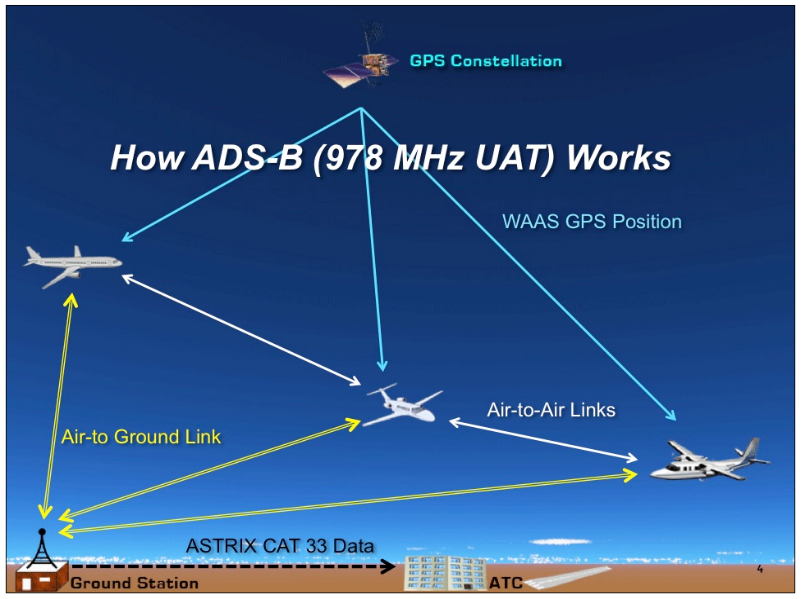 GPS Constellation
How ADS-B (978 MHz UAT) Works
WAAS GPS Position
Air-to-Air Links
Air-to Ground Link
ASTRIX CAT 33 Data
Ground Station
ATC
4